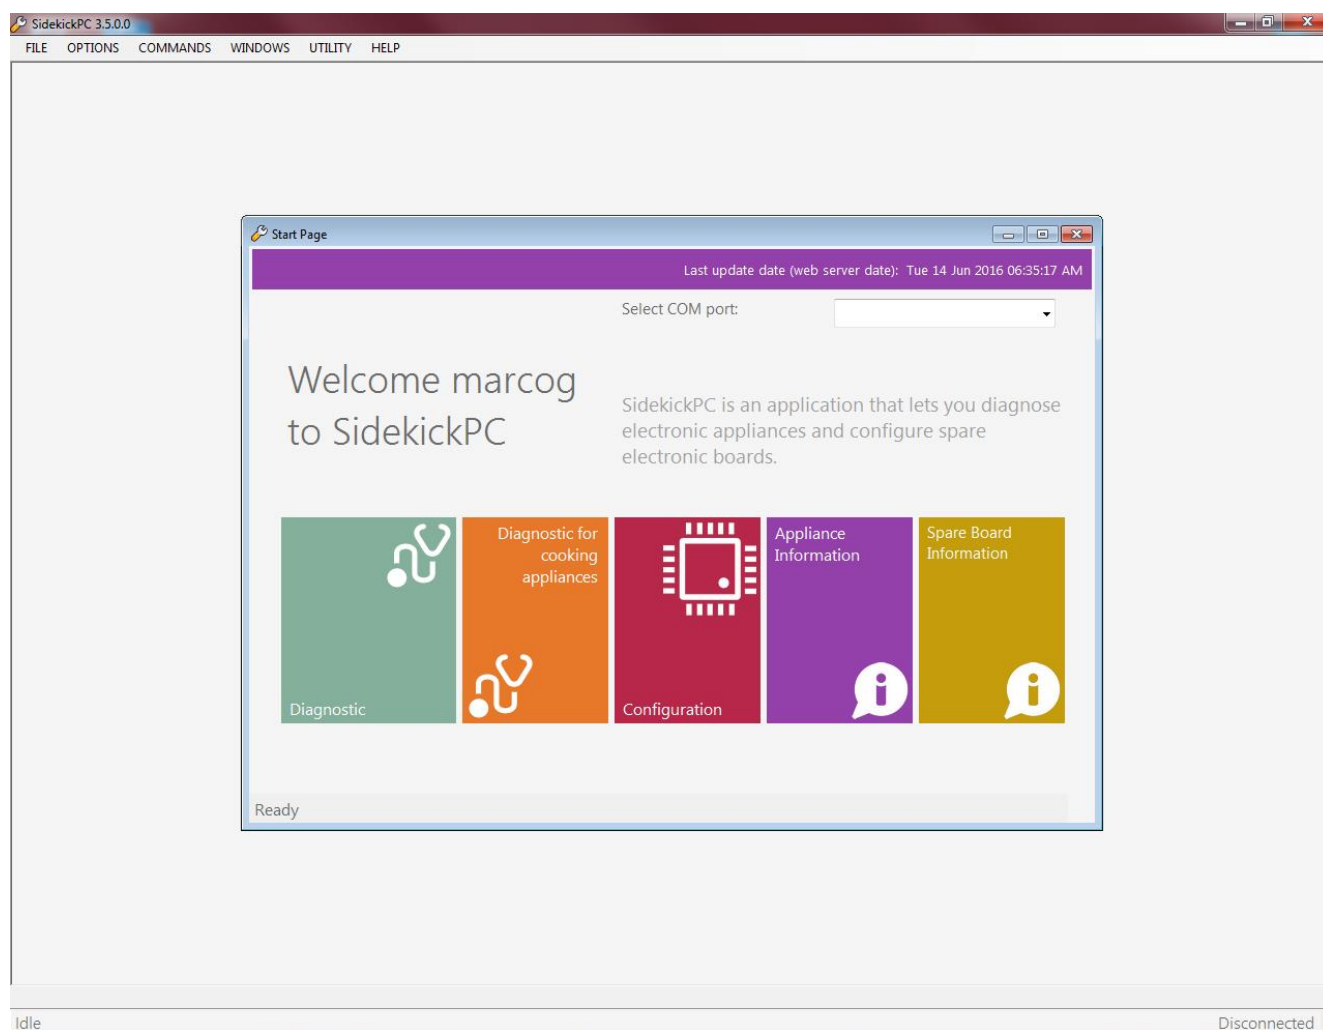 SidekickPC 3.5.0.0
FILE OPTIONS COMMANDS WINDOWS UTILITY HELP
Start Page
Last update date (web server date): Tue 14 Jun 2016 06:35:17 AM
Select COM port:
Welcome marcog
to SidekickPC
SidekickPC is an application that lets you diagnose
electronic appliances and configure spare
electronic boards.
Diagnostic
Diagnostic for
cooking
appliances
Configuration
Appliance
Information
Spare Board
Information
Ready
Idle
Disconnected